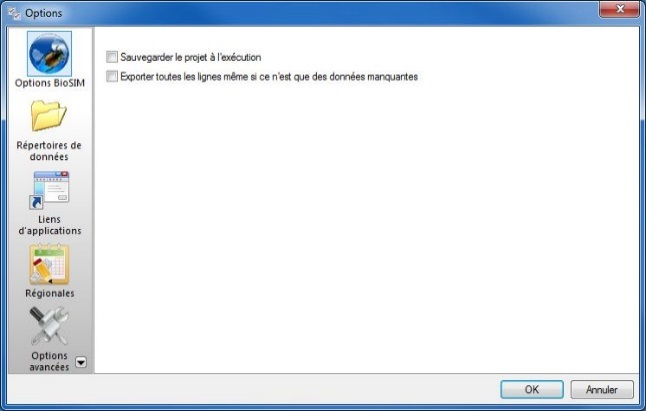 Options
Options BioSIM
Répertoires de
données
Liens
d'applications
Régionales
Options
avancées
Sauvegarder le projet à l'exécution
Exporter toutes les lignes même si ce n'est que des données manquantes
OK
Annuler